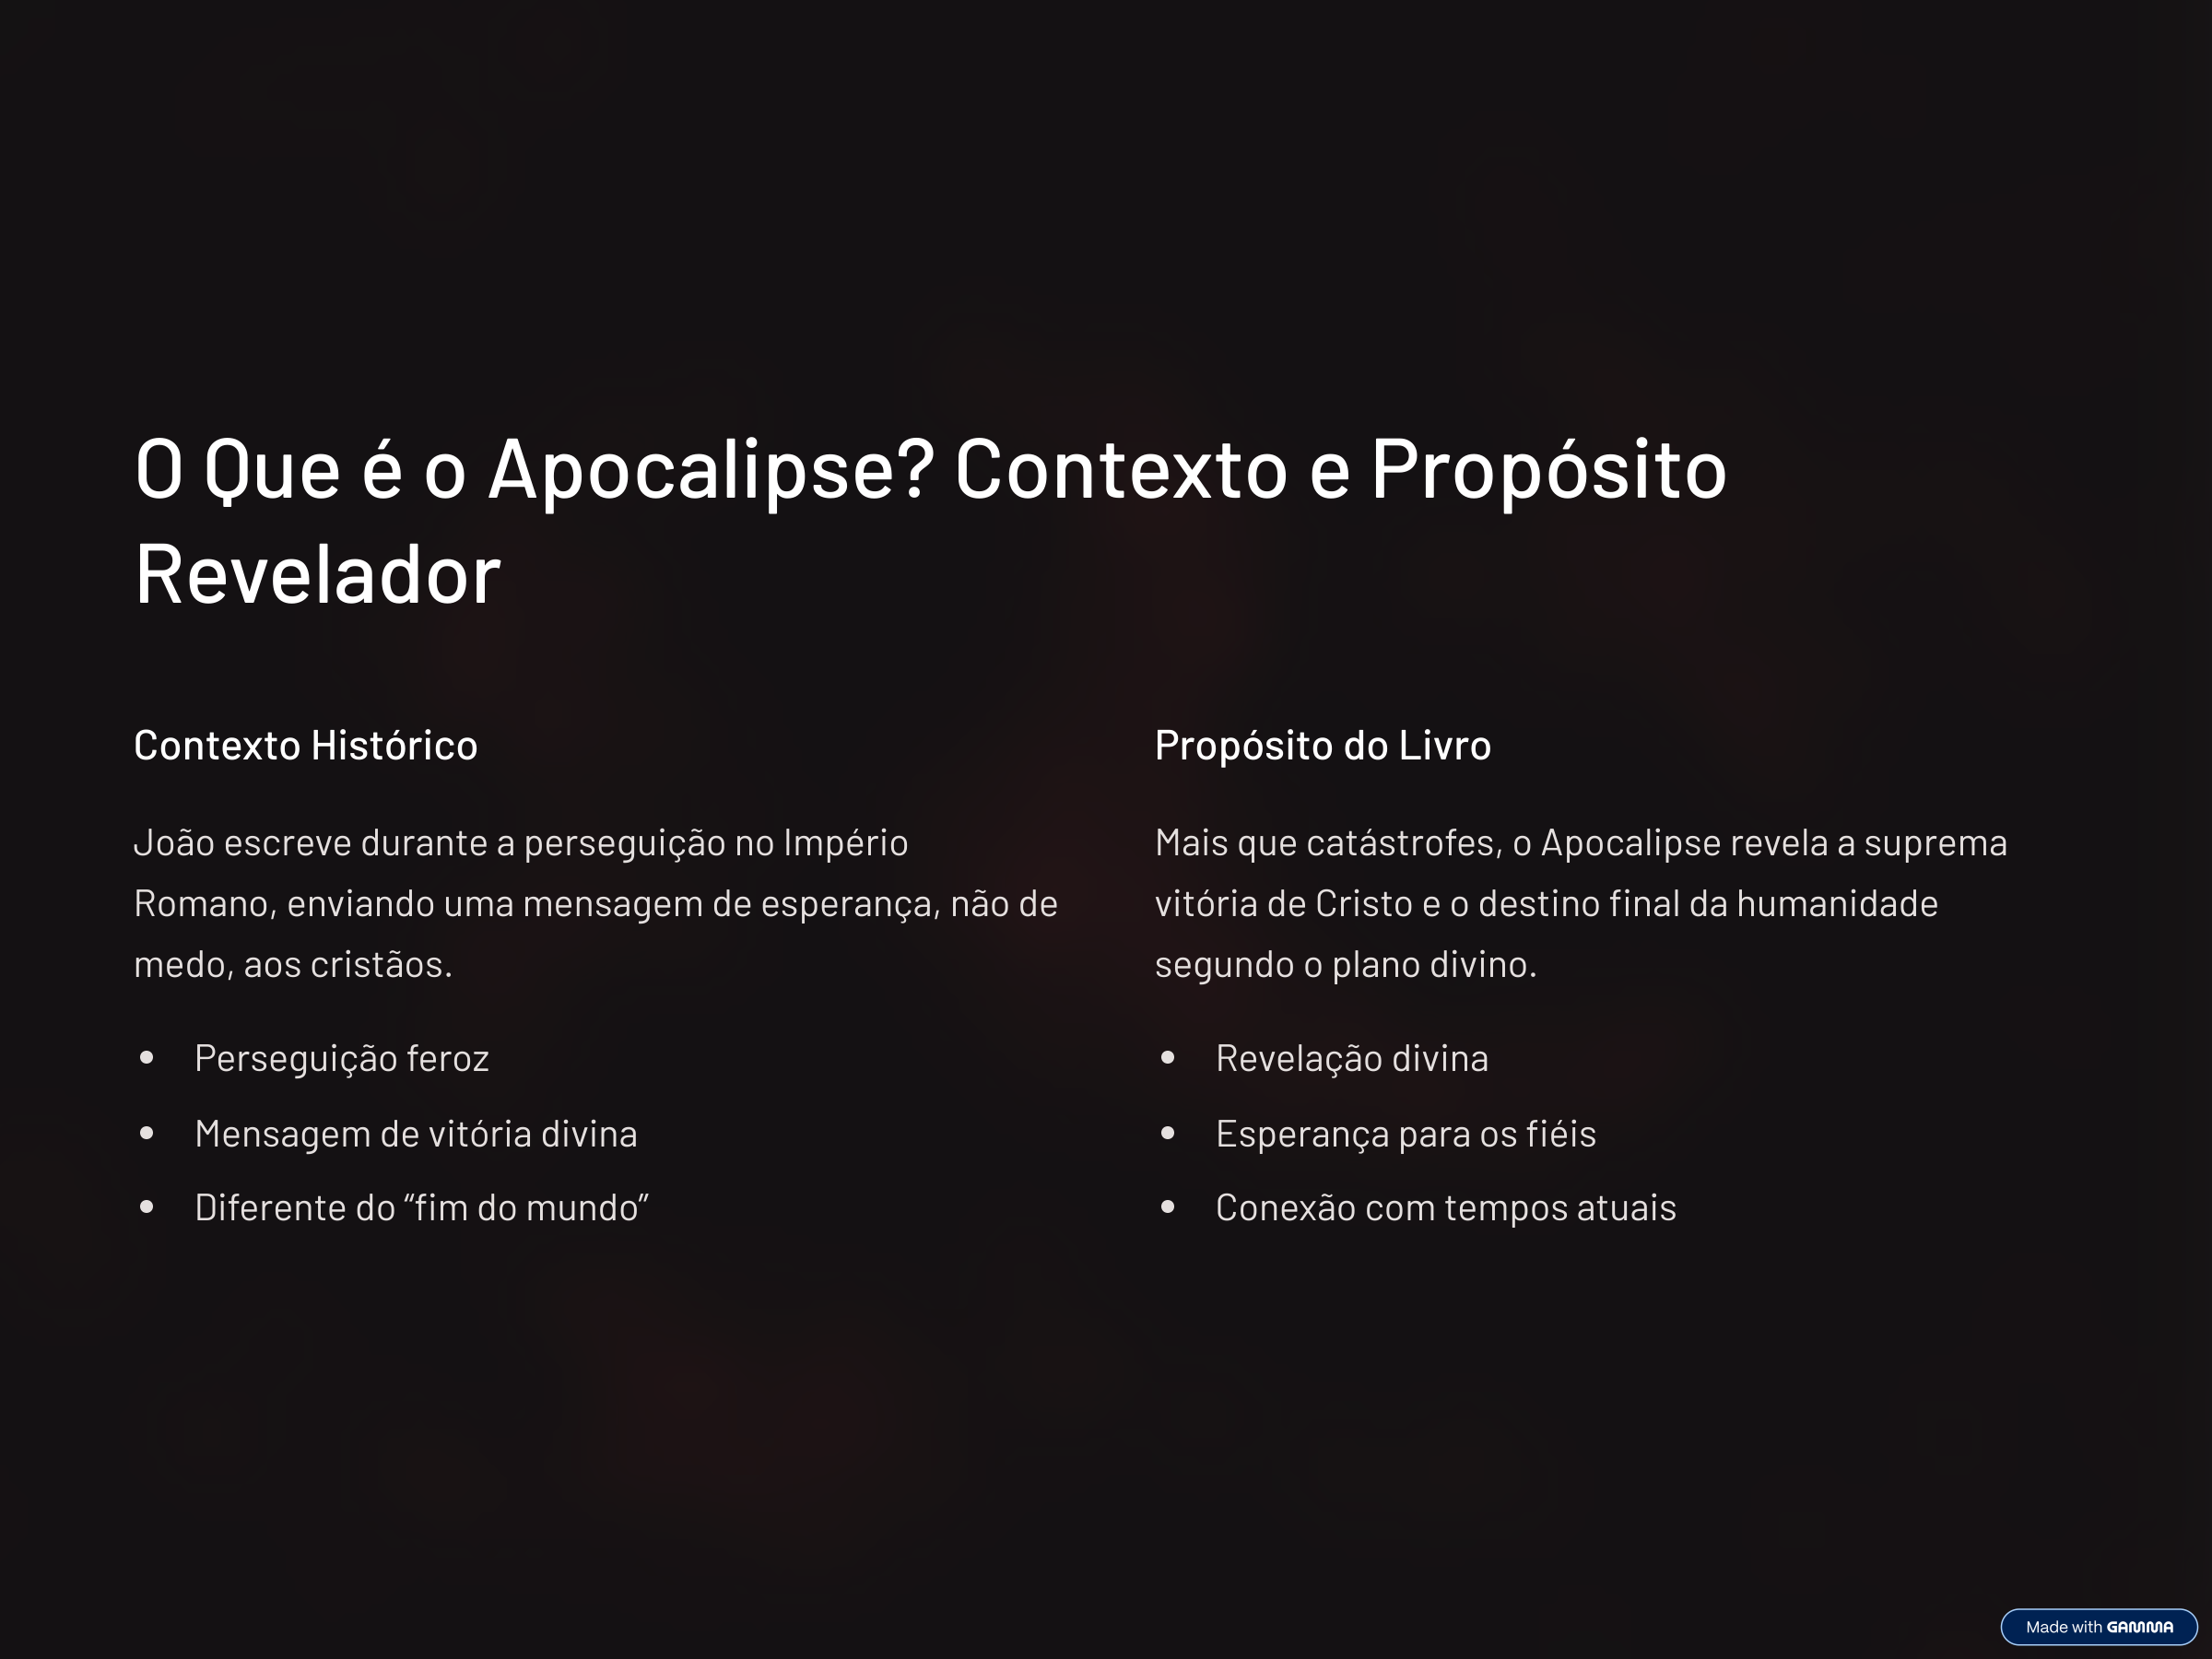 O Que é o Apocalipse? Contexto e Propósito
Revelador
Contexto Histórico
João escreve durante a perseguição no Império
Romano, enviando uma mensagem de esperança, não de
medo, aos cristãos.
• Perseguição feroz
• Mensagem de vitória divina
• Diferente do “fim do mundo”
Propósito do Livro
Mais que catástrofes, o Apocalipse revela a suprema
vitória de Cristo e o destino final da humanidade
segundo o plano divino.
• Revelação divina
• Esperança para os fiéis
• Conexão com tempos atuais
Made with GAMMA